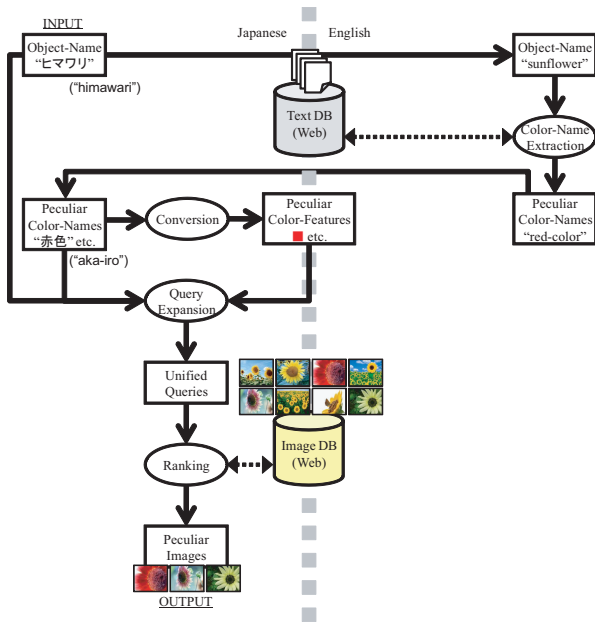 INPUT
Object-Name
“ヒマワリ”
(“himawari”)
Japanese
English
Object-Name
“sunflower”
Text DB
(Web)
Color-Name
Extraction
Peculiar
Color-Names
“赤色” etc.
(“aka-iro”)
Conversion
Peculiar
Color-Features
etc.
Peculiar
Color-Names
“red-color”
Query
Expansion
Unified
Queries
Image DB
(Web)
Ranking
Peculiar
Images
OUTPUT